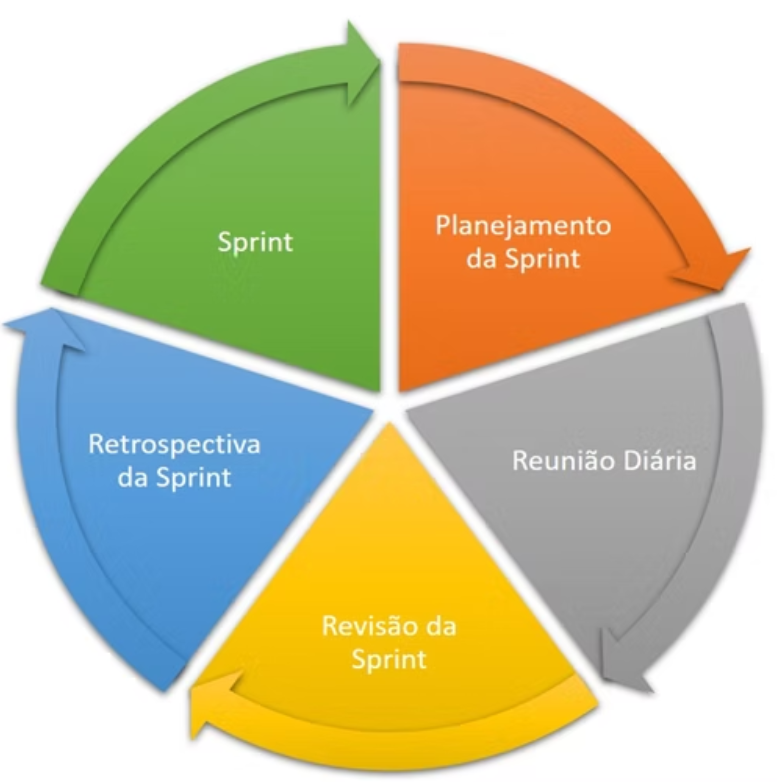 Sprint
Planejamento
da Sprint
Reunião Diária
Revisão da
Sprint
Retrospectiva
da Sprint